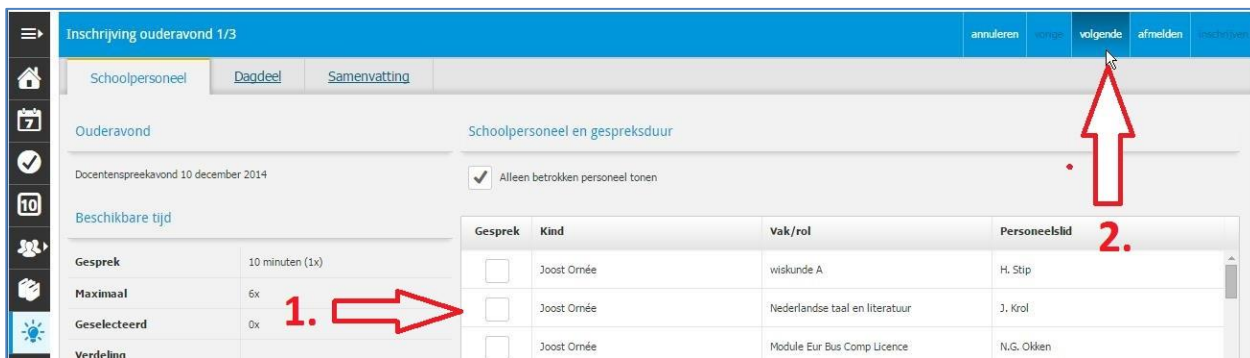 Inschrijving ouderavond 1/3
annuleren vorige volgende afmelden inschrijven
Schoolpersoneel Dagdeel Samenvatting
7
10
Ouderavond
Docentenspreekavond 10 december 2014
Beschikbare tijd
Gesprek 10 minuten (1x)
Maximaal 6x
Geselecteerd 0x
Verdeling
Schoolpersoneel en gespreksduur
Alleen betrokken personeel tonen
Gesprek Kind Vak/rol Personeelslid
Joost Ornée wiskunde A H. Stip
Joost Ornée Nederlandse taal en literatuur J. Krol
Joost Ornée Module Eur Bus Comp Licence N.G. Okken
1.
2.